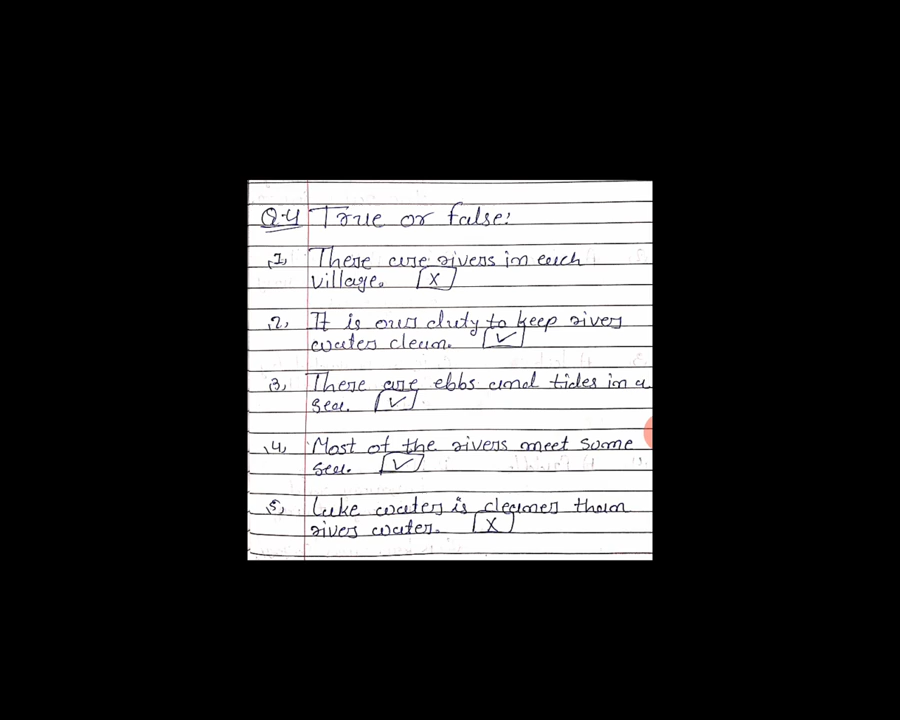 Q.4 True or false:
1, There are rivers in each
village. [X]
2, It is our duty to keep river
water clean. [✓]
3, There are ebbs and tides in a
sea. [✓]
4, Most of the rivers meet some
sea. [✓]
5, Lake water is cleaner than
river water. [X]